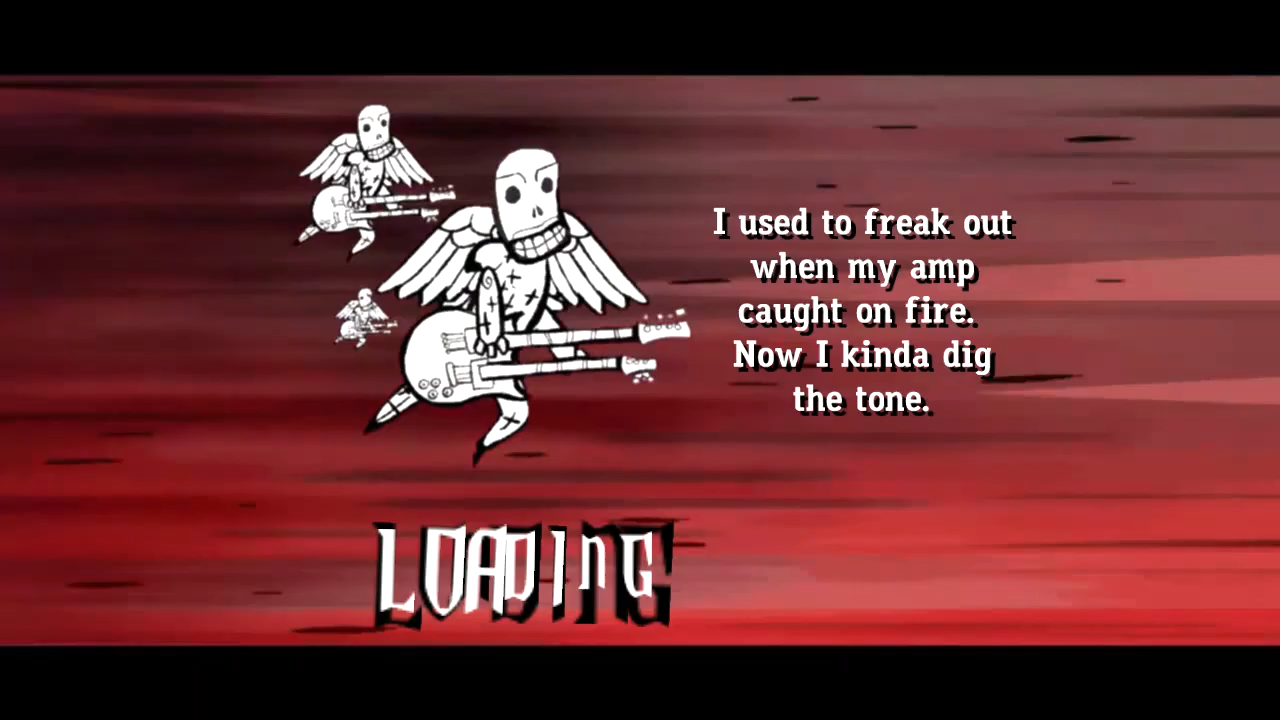 I used to freak out
when my amp
caught on fire.
Now I kinda dig
the tone.
LOADING